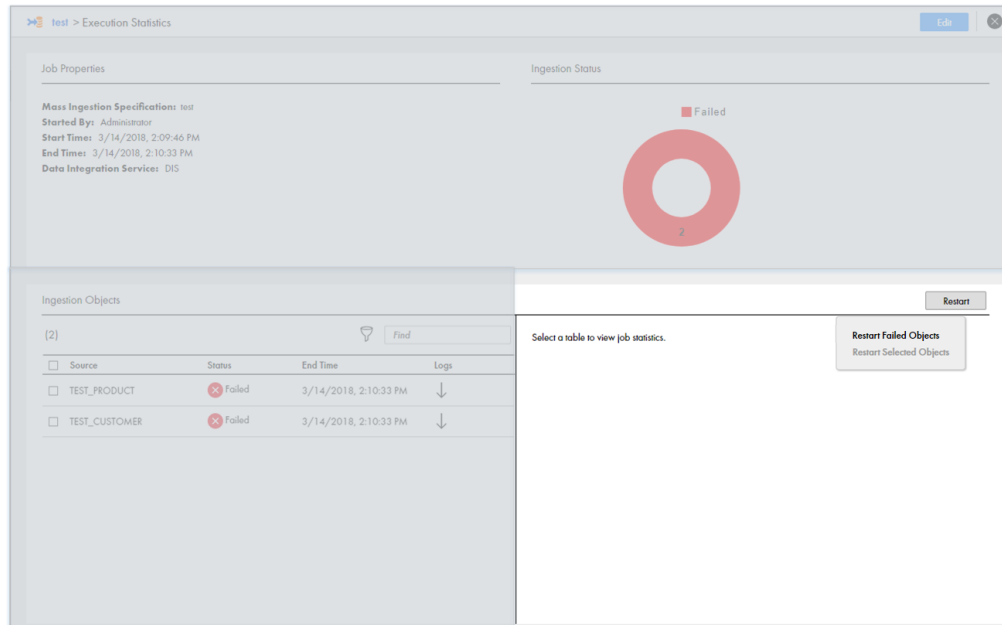 test > Execution Statistics
Edit
Job Properties
Mass Ingestion Specification: test
Started By: Administrator
Start Time: 3/14/2018, 2:09:46 PM
End Time: 3/14/2018, 2:10:33 PM
Data Integration Service: DIS
Ingestion Status
Failed
2
Ingestion Objects
(2)
Find
Source Status End Time Logs
TEST_PRODUCT Failed 3/14/2018, 2:10:33 PM
TEST_CUSTOMER Failed 3/14/2018, 2:10:33 PM
Restart
Select a table to view job statistics.
Restart Failed Objects
Restart Selected Objects